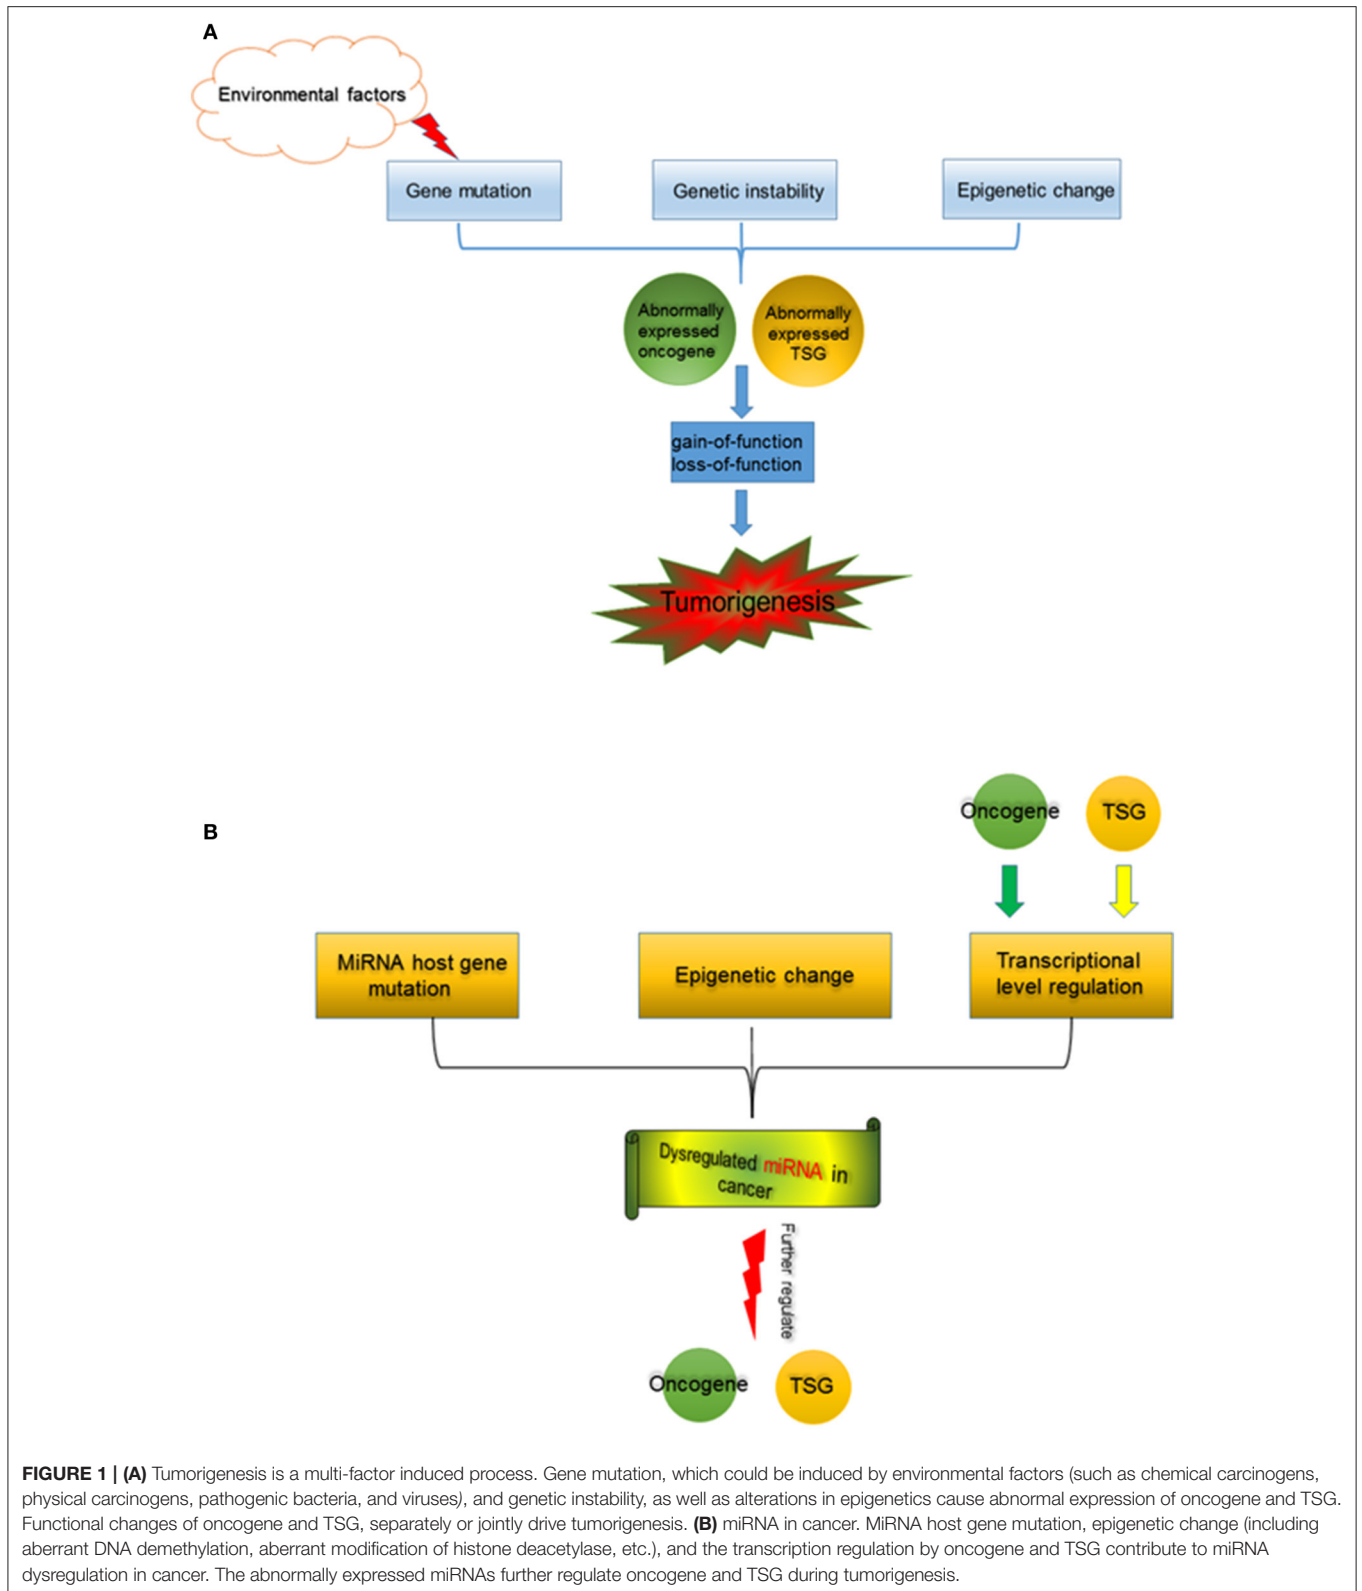 A
Environmental factors
Gene mutation
Genetic instability
Epigenetic change
Abnormally
expressed
oncogene
Abnormally
expressed
TSG
gain-of-function
loss-of-function
Tumorigenesis
B
Oncogene
TSG
MiRNA host gene
mutation
Epigenetic change
Transcriptional
level regulation
Dysregulated miRNA in
cancer
Further regulate
Oncogene
TSG
FIGURE 1 | (A) Tumorigenesis is a multi-factor induced process. Gene mutation, which could be induced by environmental factors (such as chemical carcinogens,
physical carcinogens, pathogenic bacteria, and viruses), and genetic instability, as well as alterations in epigenetics cause abnormal expression of oncogene and TSG.
Functional changes of oncogene and TSG, separately or jointly drive tumorigenesis. (B) miRNA in cancer. MiRNA host gene mutation, epigenetic change (including
aberrant DNA demethylation, aberrant modification of histone deacetylase, etc.), and the transcription regulation by oncogene and TSG contribute to miRNA
dysregulation in cancer. The abnormally expressed miRNAs further regulate oncogene and TSG during tumorigenesis.